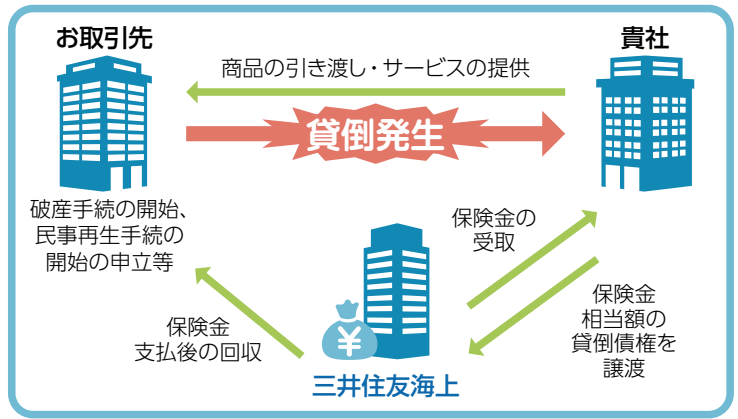 お取引先
貴社
商品の引き渡し・サービスの提供
貸倒発生
破産手続の開始、
民事再生手続の
開始の申立等
保険金の
受取
保険金
相当額の
貸倒債権を
譲渡
保険金
支払後の回収
¥
三井住友海上